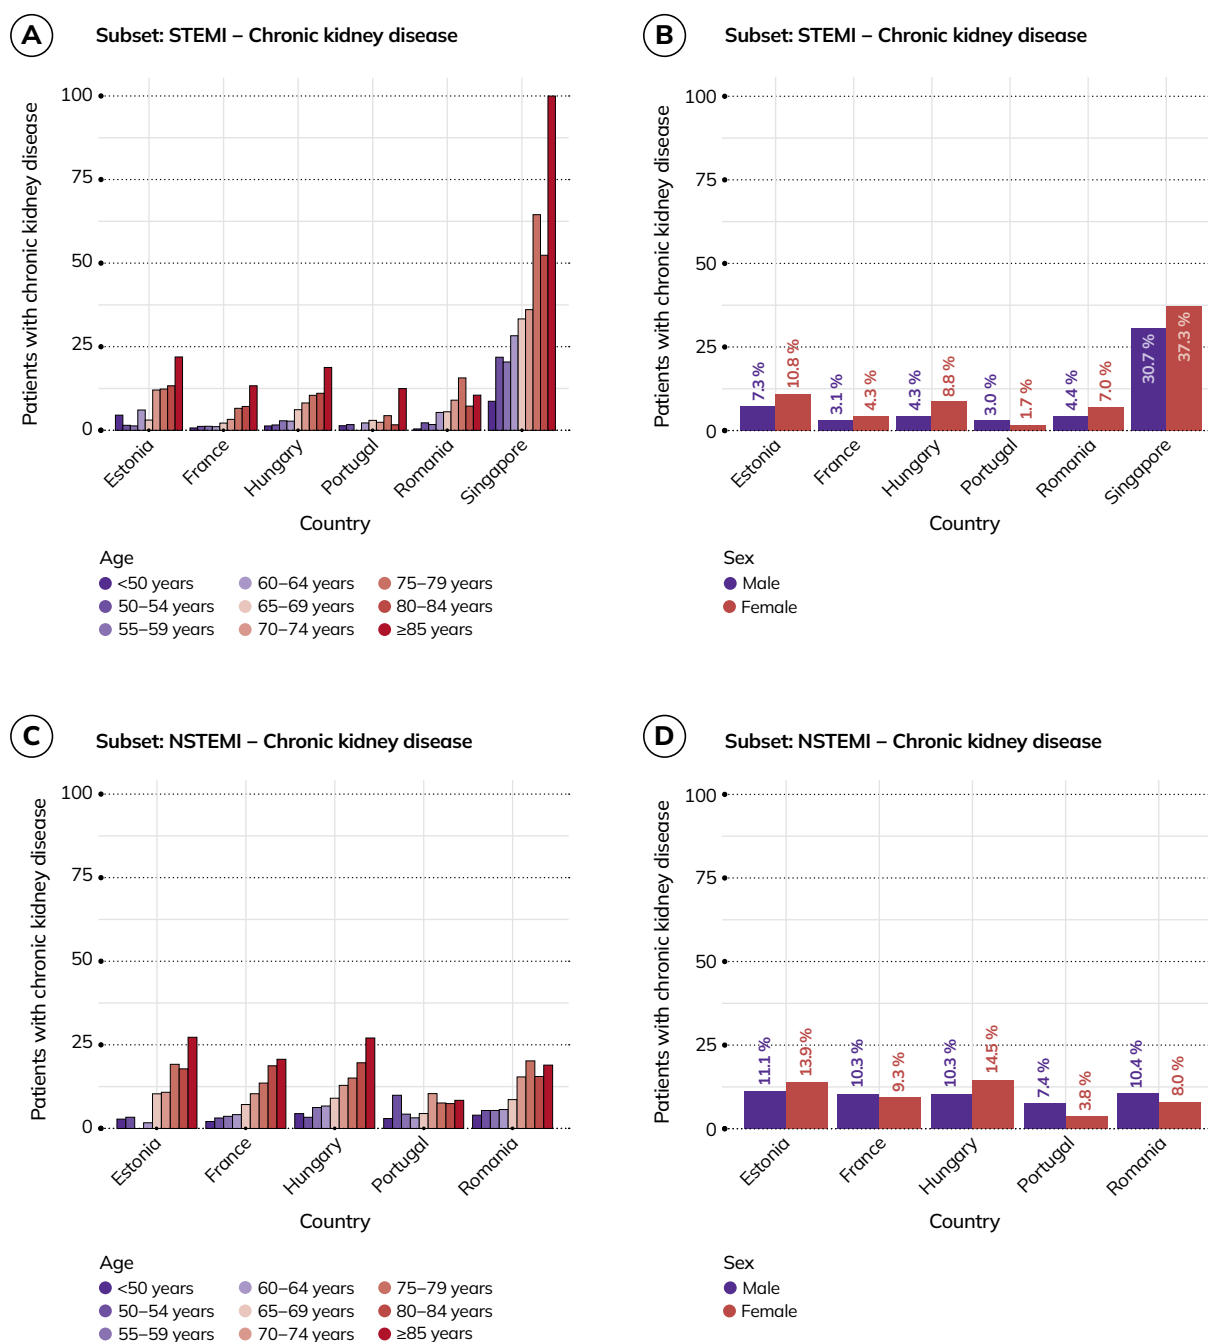 A
Subset: STEMI – Chronic kidney disease
Patients with chronic kidney disease
100
75
50
25
0
Estonia
France
Hungary
Portugal
Romania
Singapore
Country
Age
<50 years
60–64 years
75–79 years
50–54 years
65–69 years
80–84 years
55–59 years
70–74 years
≥85 years
B
Subset: STEMI – Chronic kidney disease
Patients with chronic kidney disease
100
75
50
25
0
7.3 %
10.8 %
3.1 %
4.3 %
4.3 %
8.8 %
3.0 %
1.7 %
4.4 %
7.0 %
30.7 %
37.3 %
Estonia
France
Hungary
Portugal
Romania
Singapore
Country
Sex
Male
Female
C
Subset: NSTEMI – Chronic kidney disease
Patients with chronic kidney disease
100
75
50
25
0
Estonia
France
Hungary
Portugal
Romania
Country
Age
<50 years
60–64 years
75–79 years
50–54 years
65–69 years
80–84 years
55–59 years
70–74 years
≥85 years
D
Subset: NSTEMI – Chronic kidney disease
Patients with chronic kidney disease
100
75
50
25
0
11.1 %
13.9 %
10.3 %
9.3 %
10.3 %
14.5 %
7.4 %
3.8 %
10.4 %
8.0 %
Estonia
France
Hungary
Portugal
Romania
Country
Sex
Male
Female